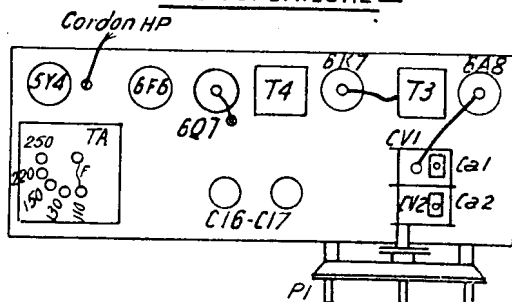 Cordon HP
5Y4
6F6
6Q7
T4
6K7
T3
6A8
TA
250
220
150
130
110
F
C16-C17
CV1
Ca1
CV2
Ca2
P1